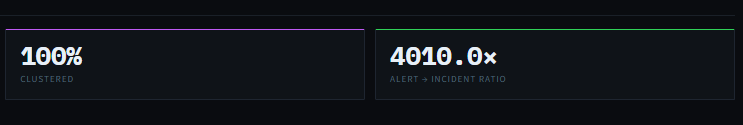 100%
CLUSTERED
4010.0×
ALERT → INCIDENT RATIO